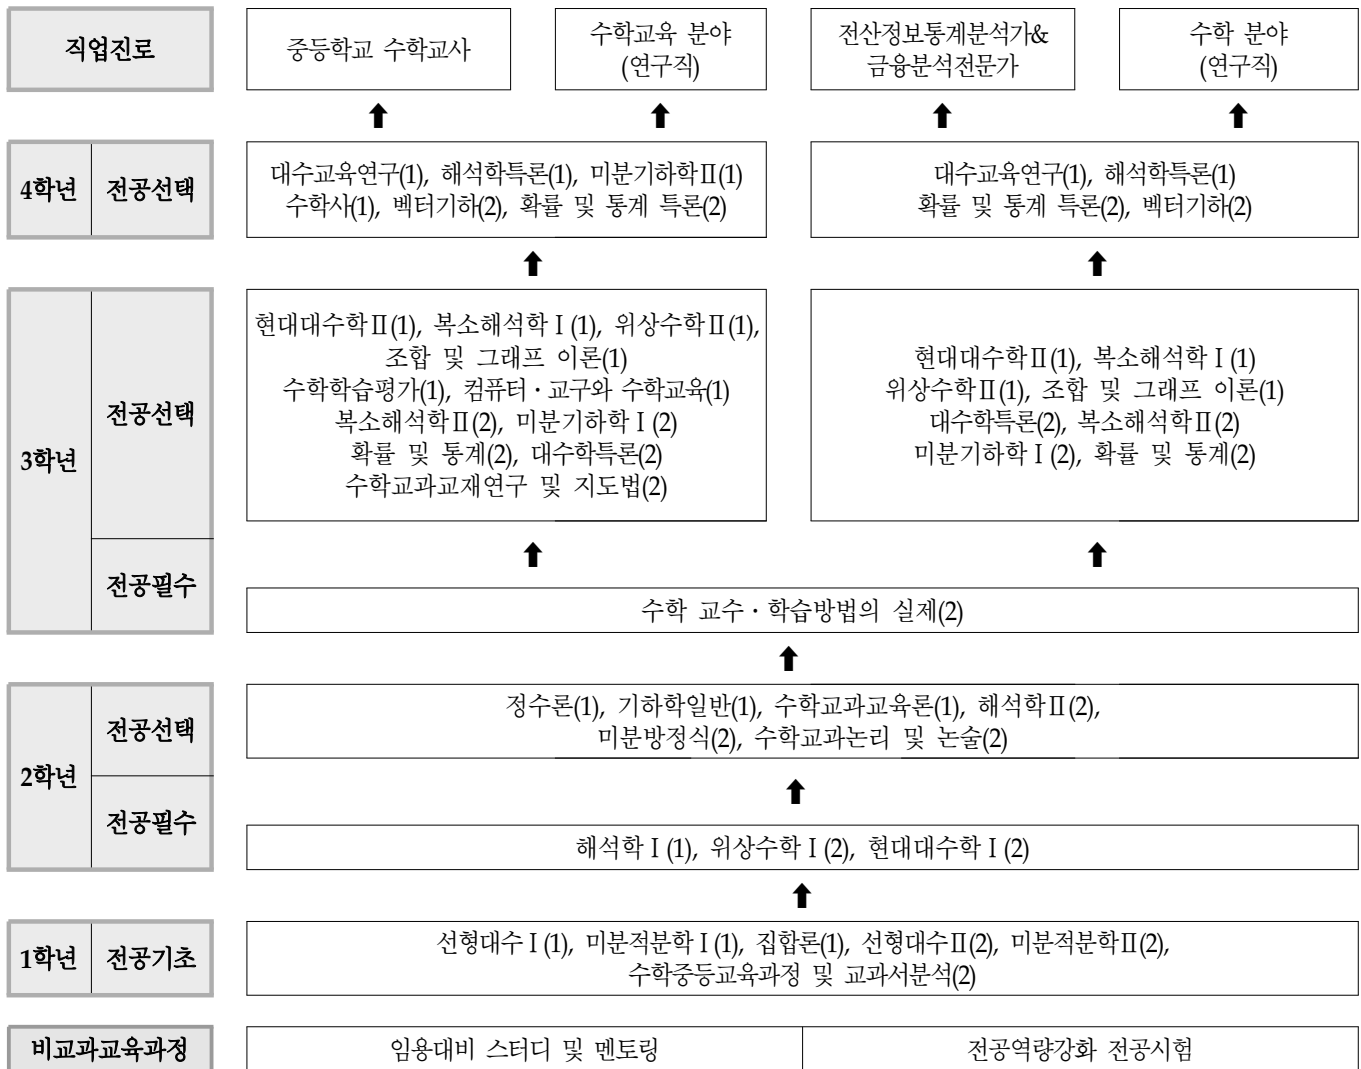 직업진로
중등학교 수학교사
수학교육 분야
(연구직)
전산정보통계분석가&
금융분석전문가
수학 분야
(연구직)
4학년 전공선택
대수교육연구(1), 해석학특론(1), 미분기하학Ⅱ(1)
수학사(1), 벡터기하(2), 확률 및 통계 특론(2)
대수교육연구(1), 해석학특론(1)
확률 및 통계 특론(2), 벡터기하(2)
3학년
전공선택
현대대수학Ⅱ(1), 복소해석학Ⅰ(1), 위상수학Ⅱ(1),
조합 및 그래프 이론(1)
수학학습평가(1), 컴퓨터·교구와 수학교육(1)
복소해석학Ⅱ(2), 미분기하학Ⅰ(2)
확률 및 통계(2), 대수학특론(2)
수학교과교재연구 및 지도법(2)
현대대수학Ⅱ(1), 복소해석학Ⅰ(1)
위상수학Ⅱ(1), 조합 및 그래프 이론(1)
대수학특론(2), 복소해석학Ⅱ(2)
미분기하학Ⅰ(2), 확률 및 통계(2)
전공필수
수학 교수·학습방법의 실제(2)
2학년
전공선택
정수론(1), 기하학일반(1), 수학교과교육론(1), 해석학Ⅱ(2),
미분방정식(2), 수학교과논리 및 논술(2)
전공필수
해석학Ⅰ(1), 위상수학Ⅰ(2), 현대대수학Ⅰ(2)
1학년 전공기초
선형대수Ⅰ(1), 미분적분학Ⅰ(1), 집합론(1), 선형대수Ⅱ(2), 미분적분학Ⅱ(2),
수학중등교육과정 및 교과서분석(2)
비교과교육과정
임용대비 스터디 및 멘토링
전공역량강화 전공시험